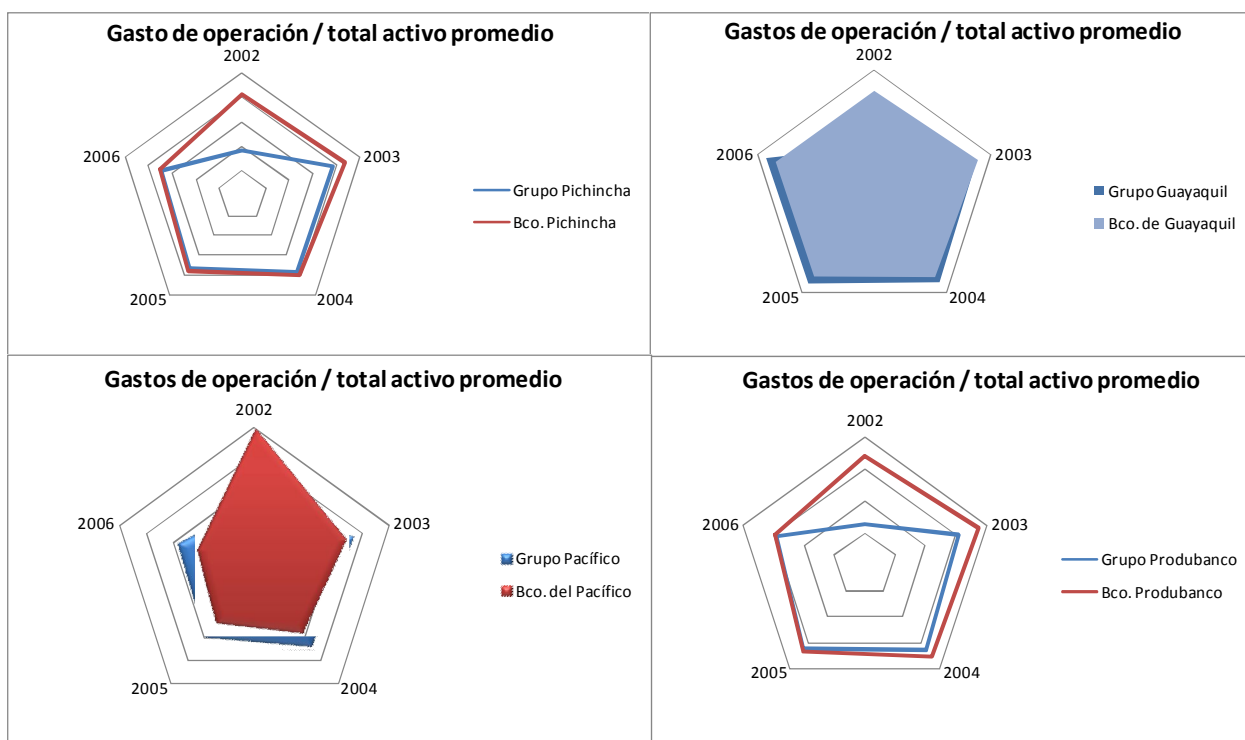 Gasto de operación / total activo promedio
2002
2003
2004
2005
2006
Grupo Pichincha
Bco. Pichincha
Gastos de operación / total activo promedio
2002
2003
2004
2005
2006
Grupo Guayaquil
Bco. de Guayaquil
Gastos de operación / total activo promedio
2002
2003
2004
2005
2006
Grupo Pacífico
Bco. del Pacífico
Gastos de operación / total activo promedio
2002
2003
2004
2005
2006
Grupo Produbanco
Bco. Produbanco